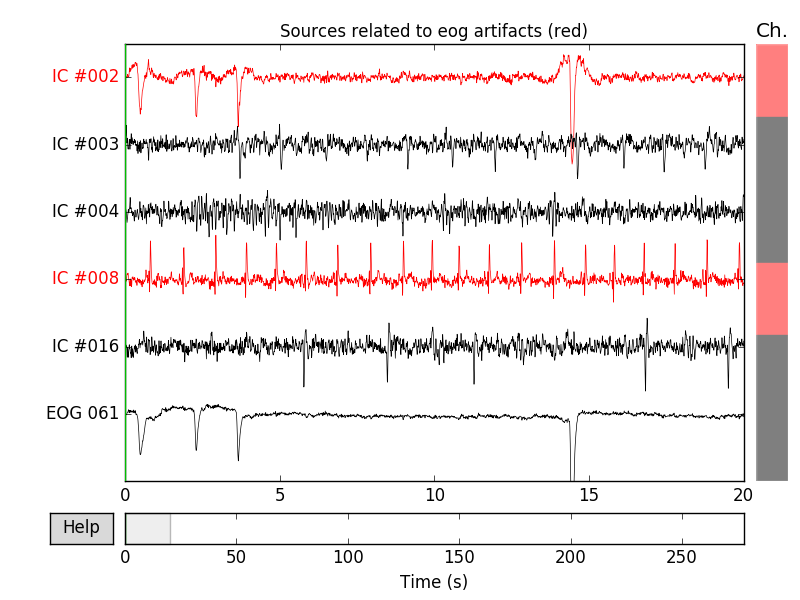 Sources related to eog artifacts (red)
Ch.
IC #002
IC #003
IC #004
IC #008
IC #016
EOG 061
0 5 10 15 20
Help
0 50 100 150 200 250
Time (s)